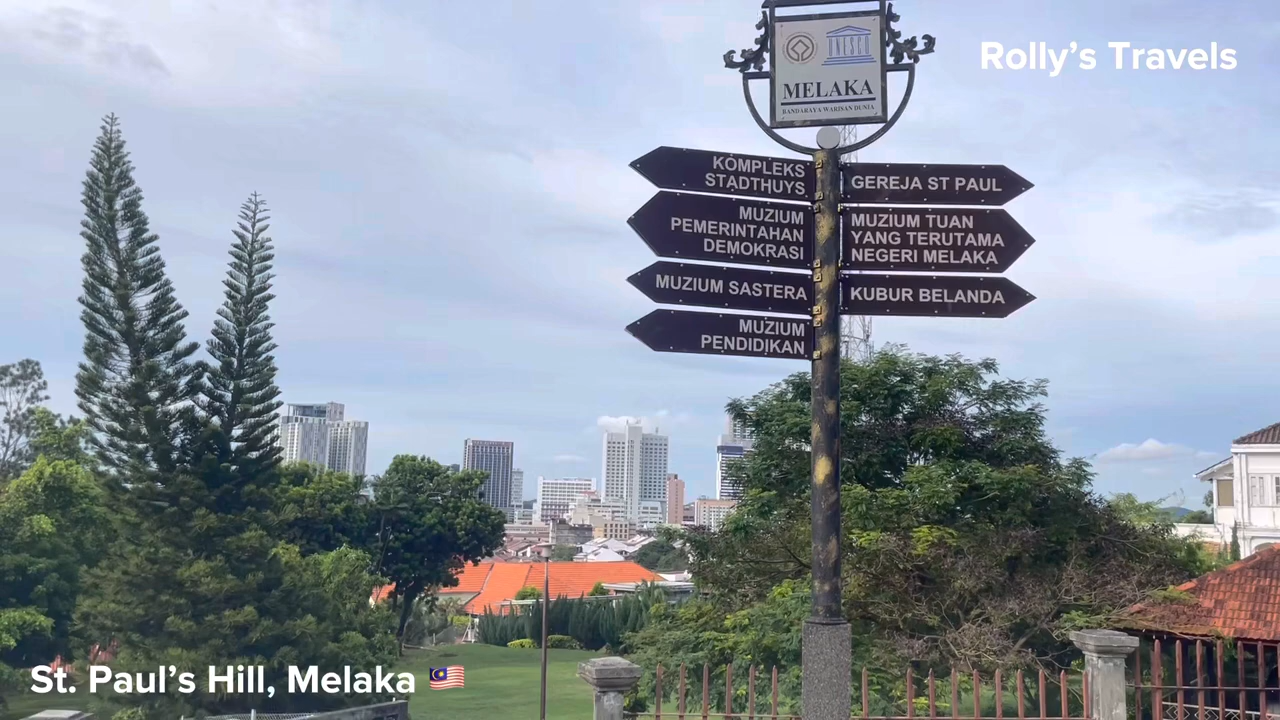 Rolly's Travels
UNESCO
MELAKA
BANDARAYA WARISAN DUNIA
KOMPLEKS
STADTHUYS
MUZIUM
PEMERINTAHAN
DEMOKRASI
MUZIUM SASTERA
MUZIUM
PENDIDIKAN
GEREJA ST PAUL
MUZIUM TUAN
YANG TERUTAMA
NEGERI MELAKA
KUBUR BELANDA
St. Paul's Hill, Melaka 🇲🇾